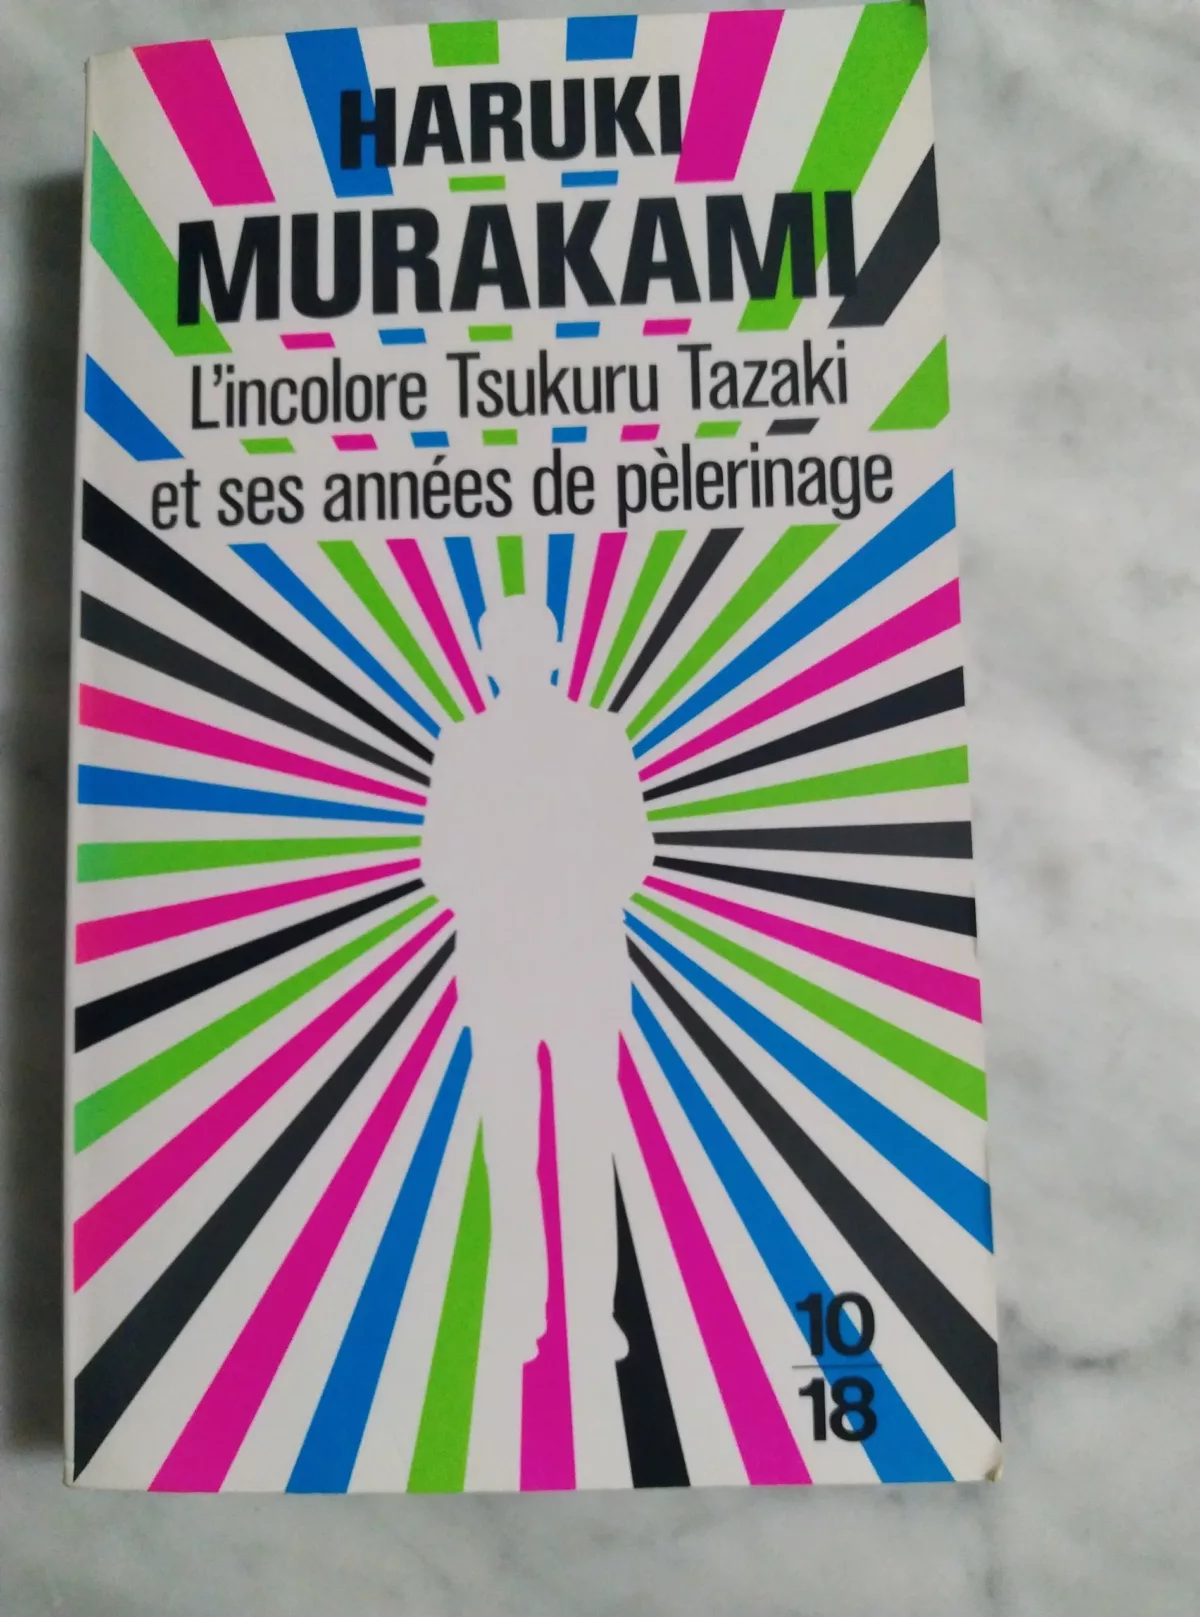 HARUKI
MURAKAMI
L'incolore Tsukuru Tazaki
et ses années de pèlerinage
10
18